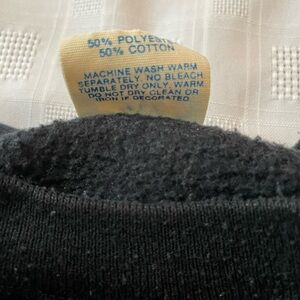 50% POLYEST
50% COTTON
MACHINE WASH WARM
SEPARATELY. NO BLEACH
TUMBLE DRY ONLY, WARM
DO NOT DRY CLEAN OR
IRON IF DECORATED